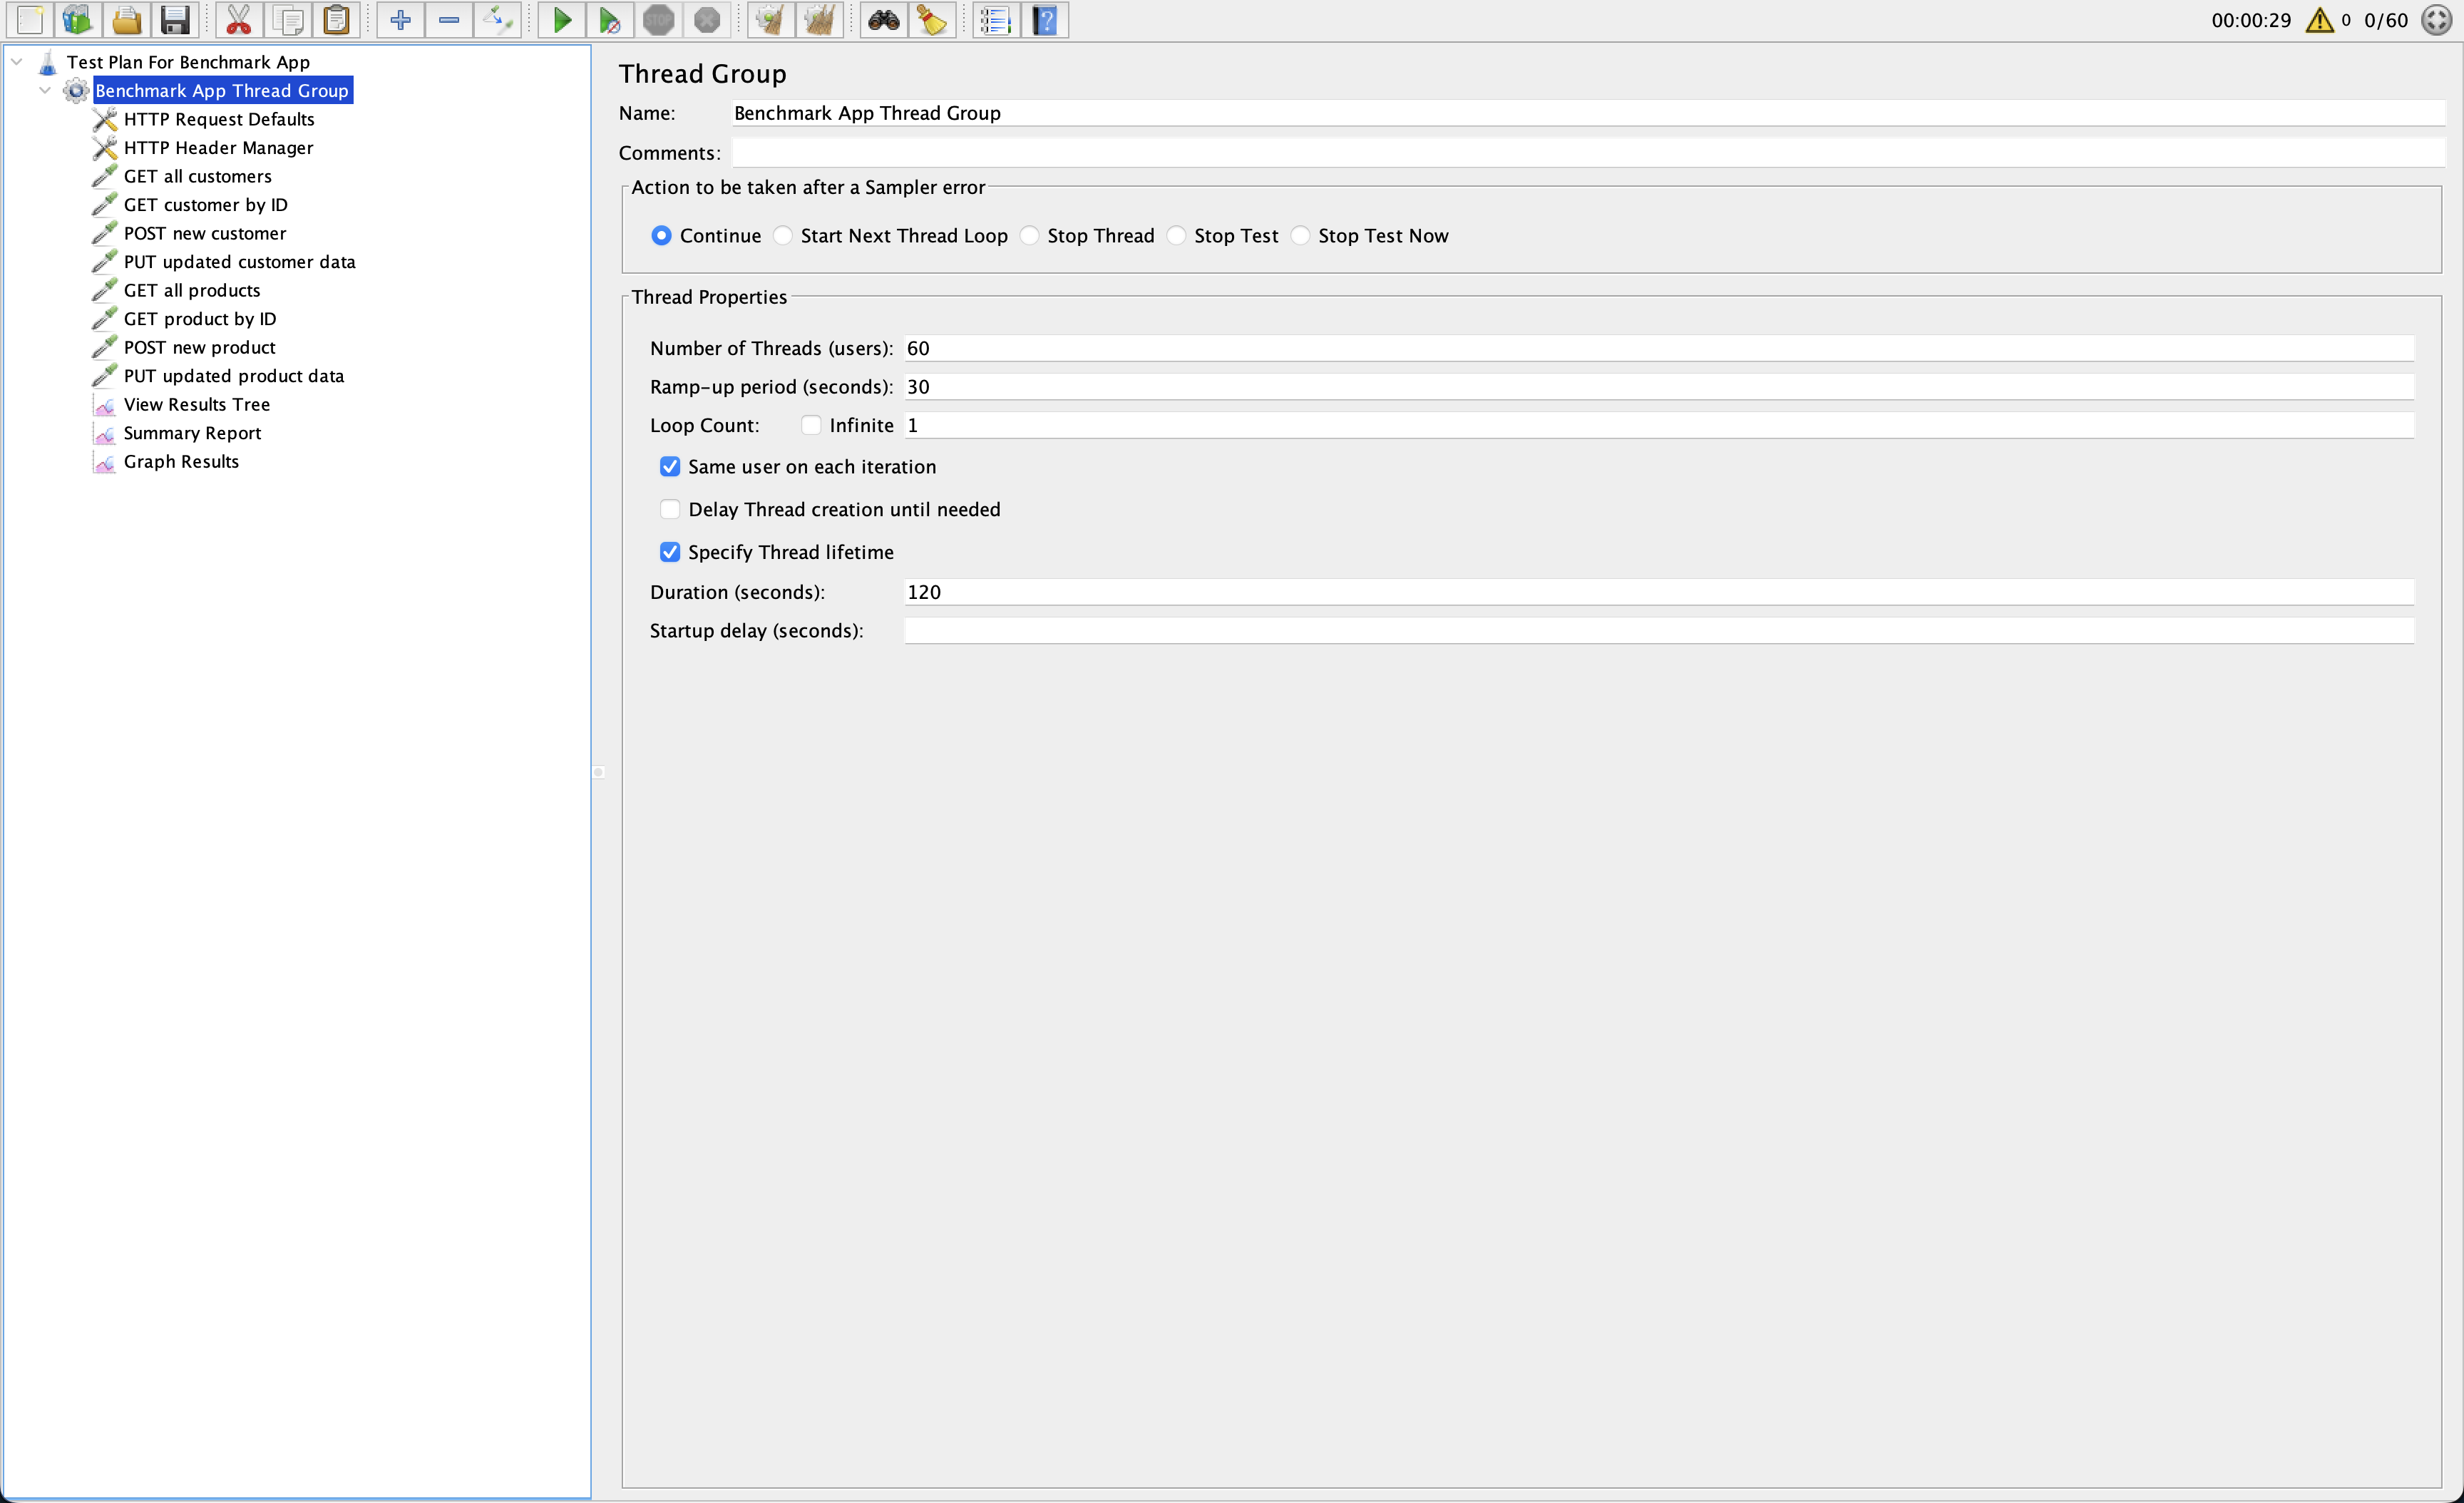 STOP
00:00:29 0 0/60
Test Plan For Benchmark App
Benchmark App Thread Group
HTTP Request Defaults
HTTP Header Manager
GET all customers
GET customer by ID
POST new customer
PUT updated customer data
GET all products
GET product by ID
POST new product
PUT updated product data
View Results Tree
Summary Report
Graph Results
Thread Group
Name: Benchmark App Thread Group
Comments:
Action to be taken after a Sampler error
Continue Start Next Thread Loop Stop Thread Stop Test Stop Test Now
Thread Properties
Number of Threads (users): 60
Ramp-up period (seconds): 30
Loop Count: Infinite 1
Same user on each iteration
Delay Thread creation until needed
Specify Thread lifetime
Duration (seconds): 120
Startup delay (seconds):